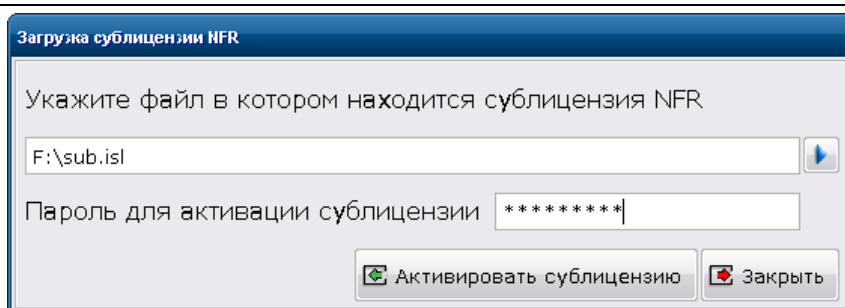 Загрузка сублицензии NFR
Укажите файл в котором находится сублицензия NFR
F:\sub.isl
Пароль для активации сублицензии *********
Активировать сублицензию Закрыть